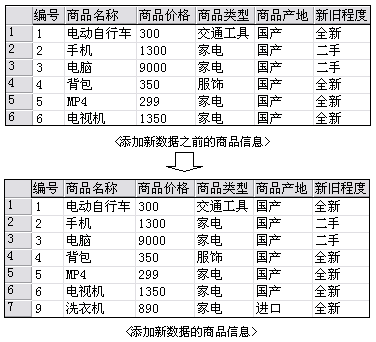 编号 商品名称 商品价格 商品类型 商品产地 新旧程度
1 1 电动自行车 300 交通工具 国产 全新
2 2 手机 1300 家电 国产 二手
3 3 电脑 9000 家电 国产 二手
4 4 背包 350 服饰 国产 全新
5 5 MP4 299 家电 国产 全新
6 6 电视机 1350 家电 国产 全新
<添加新数据之前的商品信息>
编号 商品名称 商品价格 商品类型 商品产地 新旧程度
1 1 电动自行车 300 交通工具 国产 全新
2 2 手机 1300 家电 国产 二手
3 3 电脑 9000 家电 国产 二手
4 4 背包 350 服饰 国产 全新
5 5 MP4 299 家电 国产 全新
6 6 电视机 1350 家电 国产 全新
7 9 洗衣机 890 家电 进口 全新
<添加新数据的商品信息>